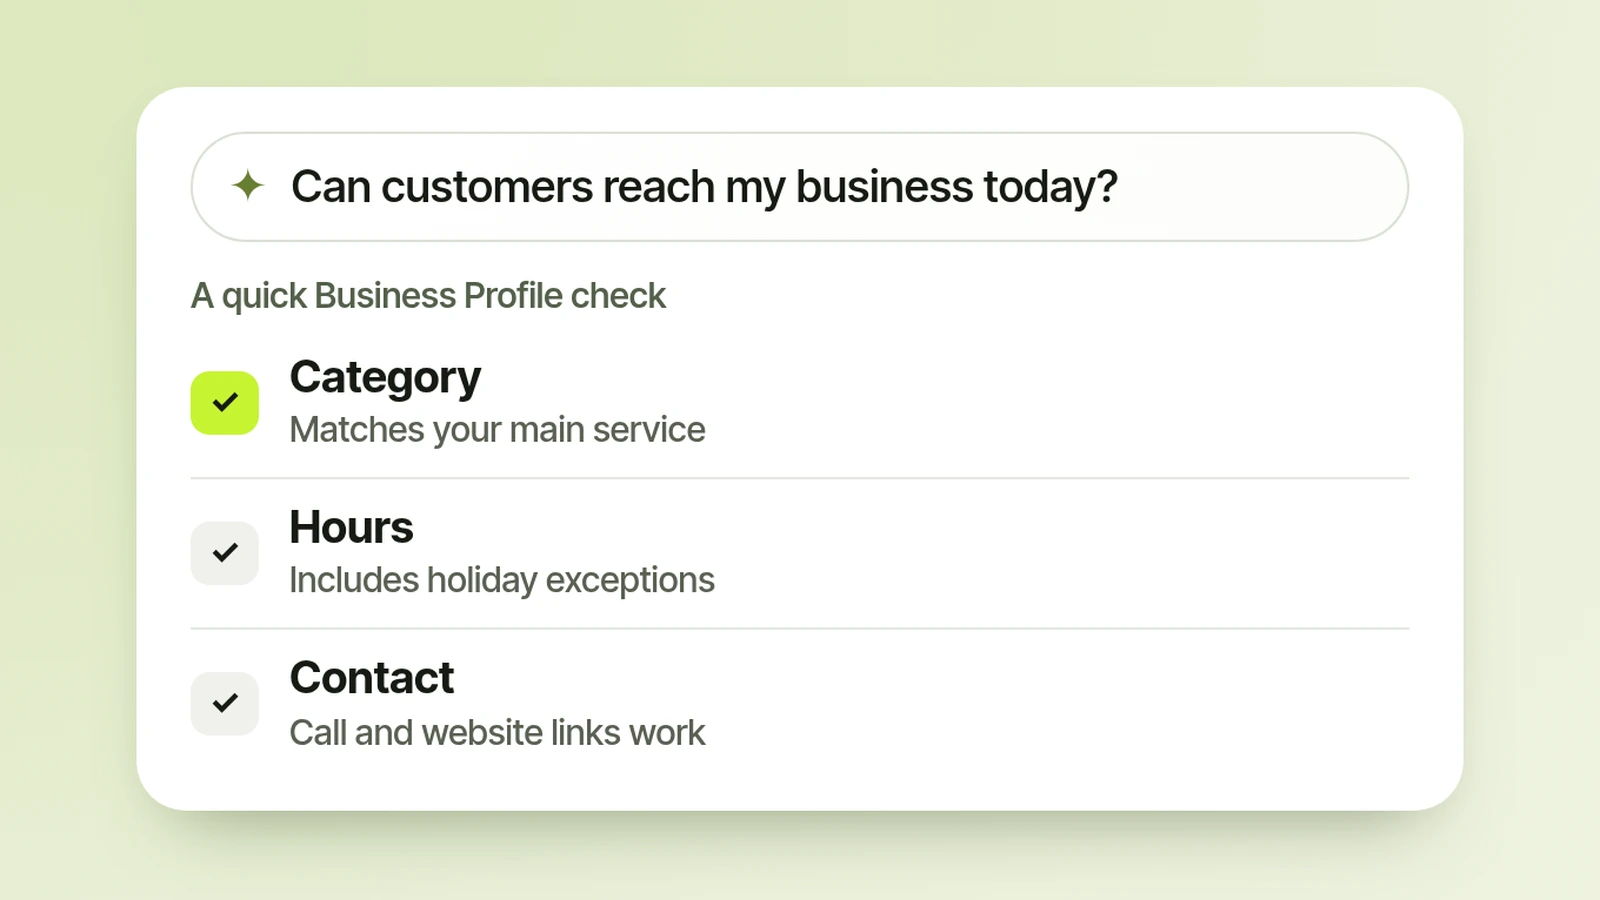 Can customers reach my business today?
A quick Business Profile check
Category
Matches your main service
Hours
Includes holiday exceptions
Contact
Call and website links work